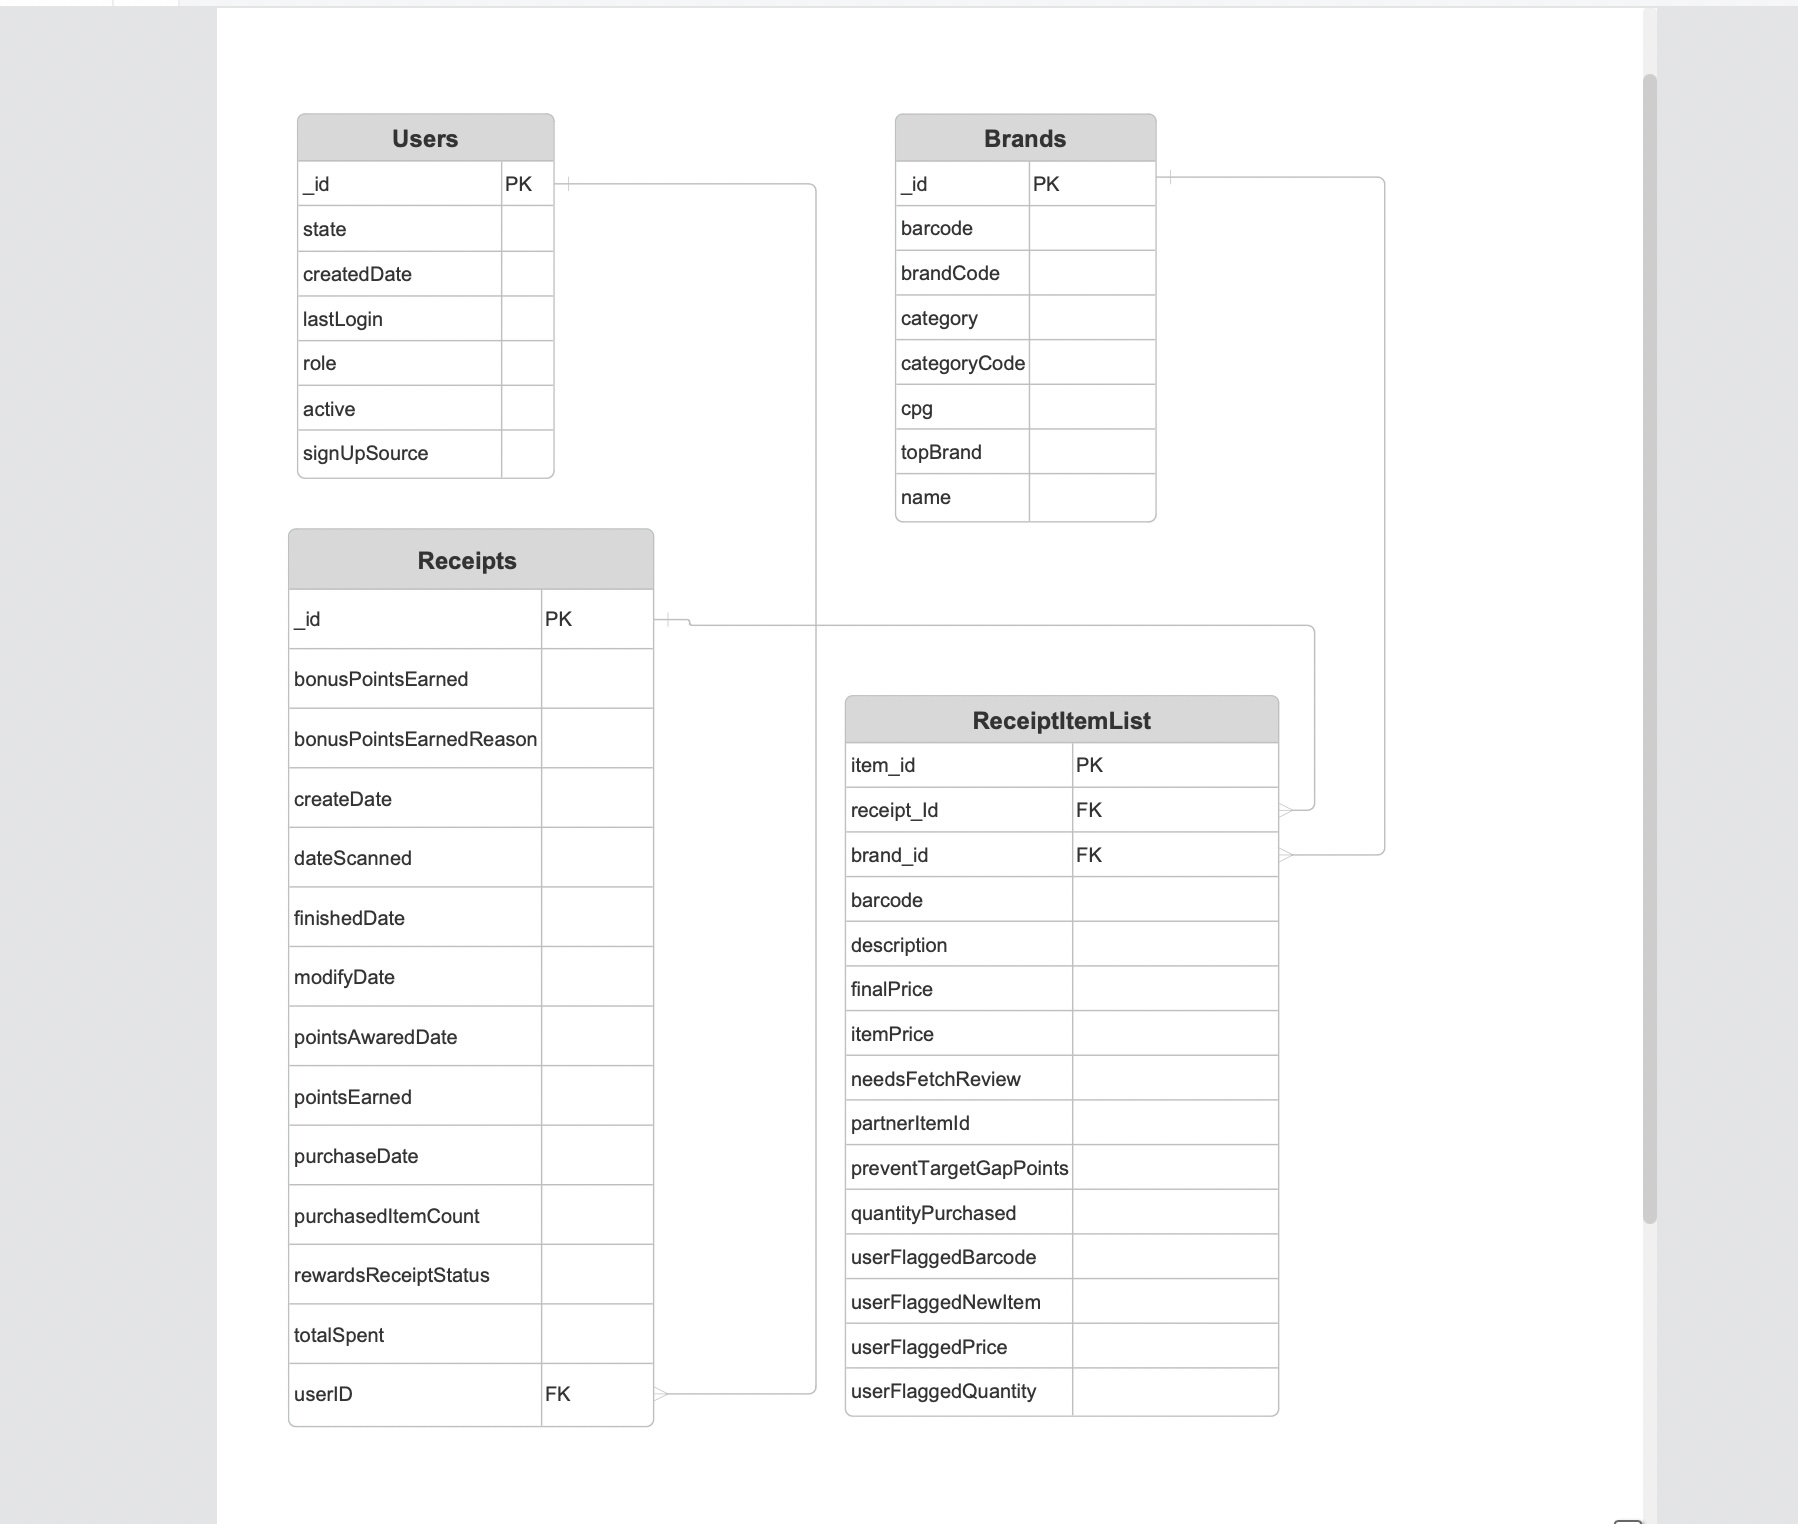 Users
_id PK
state
createdDate
lastLogin
role
active
signUpSource
Brands
_id PK
barcode
brandCode
category
categoryCode
cpg
topBrand
name
Receipts
_id PK
bonusPointsEarned
bonusPointsEarnedReason
createDate
dateScanned
finishedDate
modifyDate
pointsAwaredDate
pointsEarned
purchaseDate
purchasedItemCount
rewardsReceiptStatus
totalSpent
userID FK
ReceiptItemList
item_id PK
receipt_Id FK
brand_id FK
barcode
description
finalPrice
itemPrice
needsFetchReview
partnerItemId
preventTargetGapPoints
quantityPurchased
userFlaggedBarcode
userFlaggedNewItem
userFlaggedPrice
userFlaggedQuantity